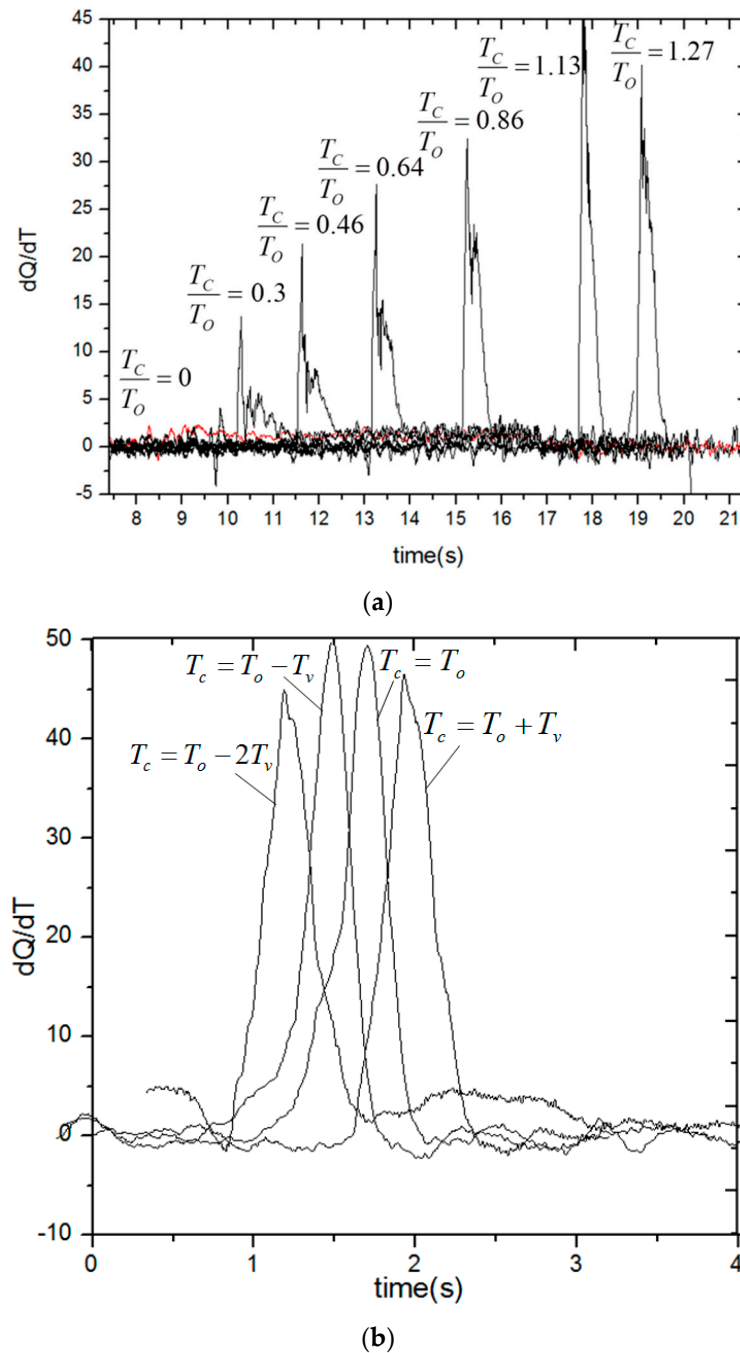 45
40
35
30
25
20
15
10
5
0
-5
dQ/dT
T_C/T_O = 0
T_C/T_O = 0.3
T_C/T_O = 0.46
T_C/T_O = 0.64
T_C/T_O = 0.86
T_C/T_O = 1.13
T_C/T_O = 1.27
8 9 10 11 12 13 14 15 16 17 18 19 20 21
time(s)
(a)
50
40
30
20
10
0
-10
dQ/dT
T_c = T_o − T_v
T_c = T_o
T_c = T_o + T_v
T_c = T_o − 2T_v
0 1 2 3 4
time(s)
(b)